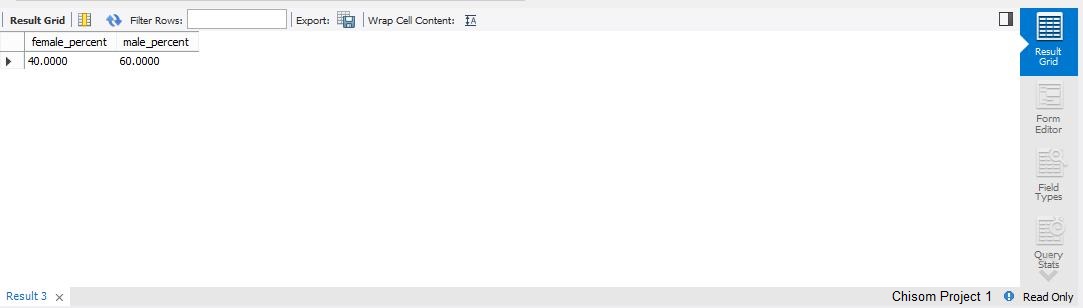 Result Grid Filter Rows: Export: Wrap Cell Content: IA
female_percent male_percent
40.0000 60.0000
Result
Grid
Form
Editor
Field
Types
Query
Stats
Result 3 × Chisom Project 1 Read Only